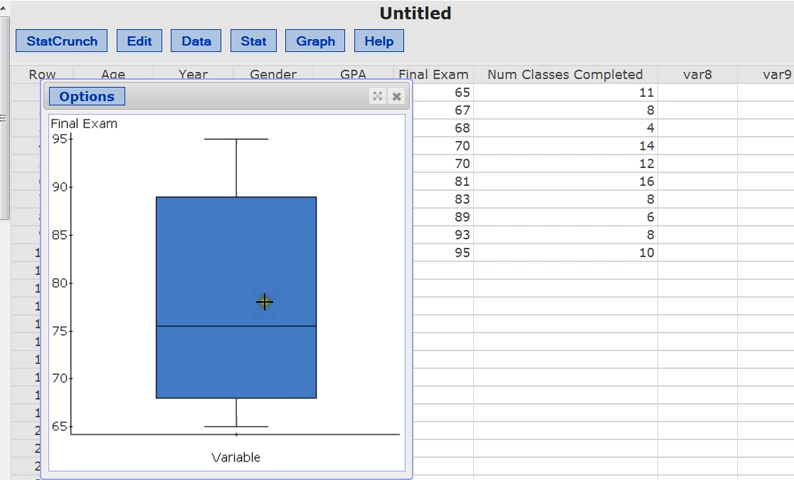 Untitled
StatCrunch Edit Data Stat Graph Help
Row Age Year Gender GPA Final Exam Num Classes Completed var8 var9
Options
65 11
67 8
68 4
70 14
70 12
81 16
83 8
89 6
93 8
95 10
Final Exam
95
90
85
80
75
70
65
Variable